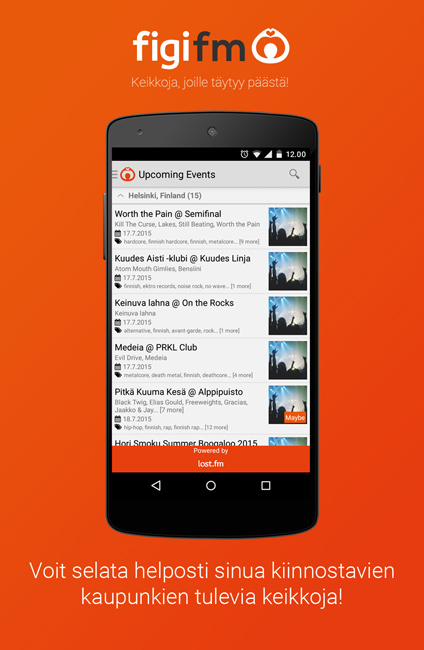 figifm
Keikkoja, joille täytyy päästä!
12.00
Upcoming Events
Helsinki, Finland (15)
Worth the Pain @ Semifinal
Kill The Curse, Lakes, Still Beating, Worth the Pain
17.7.2015
hardcore, finnish hardcore, finnish, metalcore... [9 more]
Kuudes Aisti -klubi @ Kuudes Linja
Atom Mouth Gimlies, Bensiini
17.7.2015
finnish, ektro records, noise rock, no wave... [1 more]
Keinuva lahna @ On the Rocks
Keinuva lahna
17.7.2015
alternative, finnish, avant-garde, rock... [1 more]
Medeia @ PRKL Club
Evil Drive, Medeia
17.7.2015
metalcore, death metal, finnish, deathcore... [4 more]
Pitkä Kuuma Kesä @ Alppipuisto
Black Twig, Elias Gould, Freeweights, Gracias,
Jaakko & Jay... [7 more]
18.7.2015
hip-hop, finnish, rap, finnish rap... [12 more]
Maybe
Hori Smoku Summer Boogaloo 2015
Powered by
lost.fm
Voit selata helposti sinua kiinnostavien
kaupunkien tulevia keikkoja!